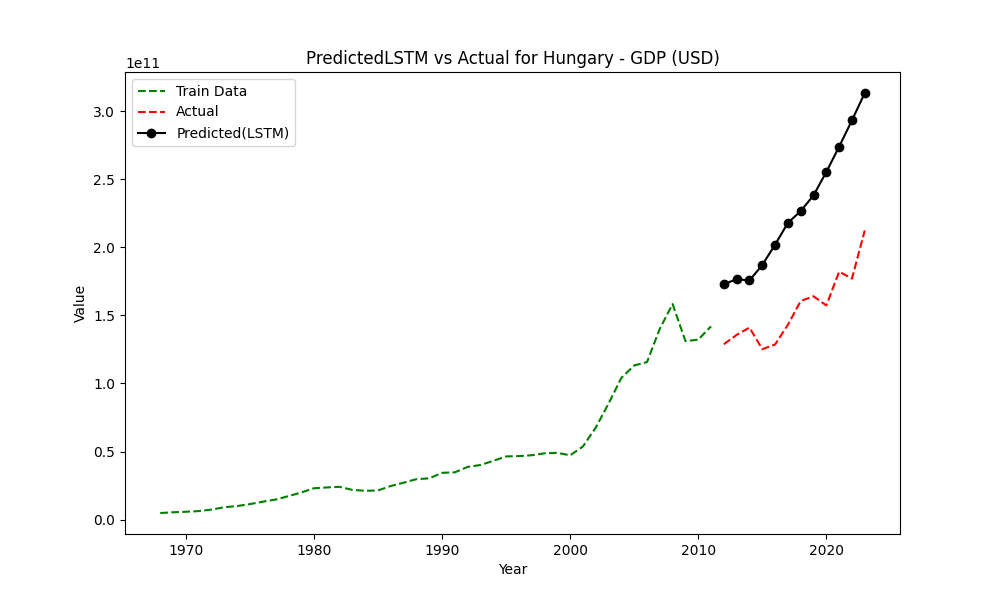 PredictedLSTM vs Actual for Hungary - GDP (USD)
1e11
Train Data
Actual
Predicted(LSTM)
3.0
2.5
2.0
1.5
1.0
0.5
0.0
Value
1970 1980 1990 2000 2010 2020
Year